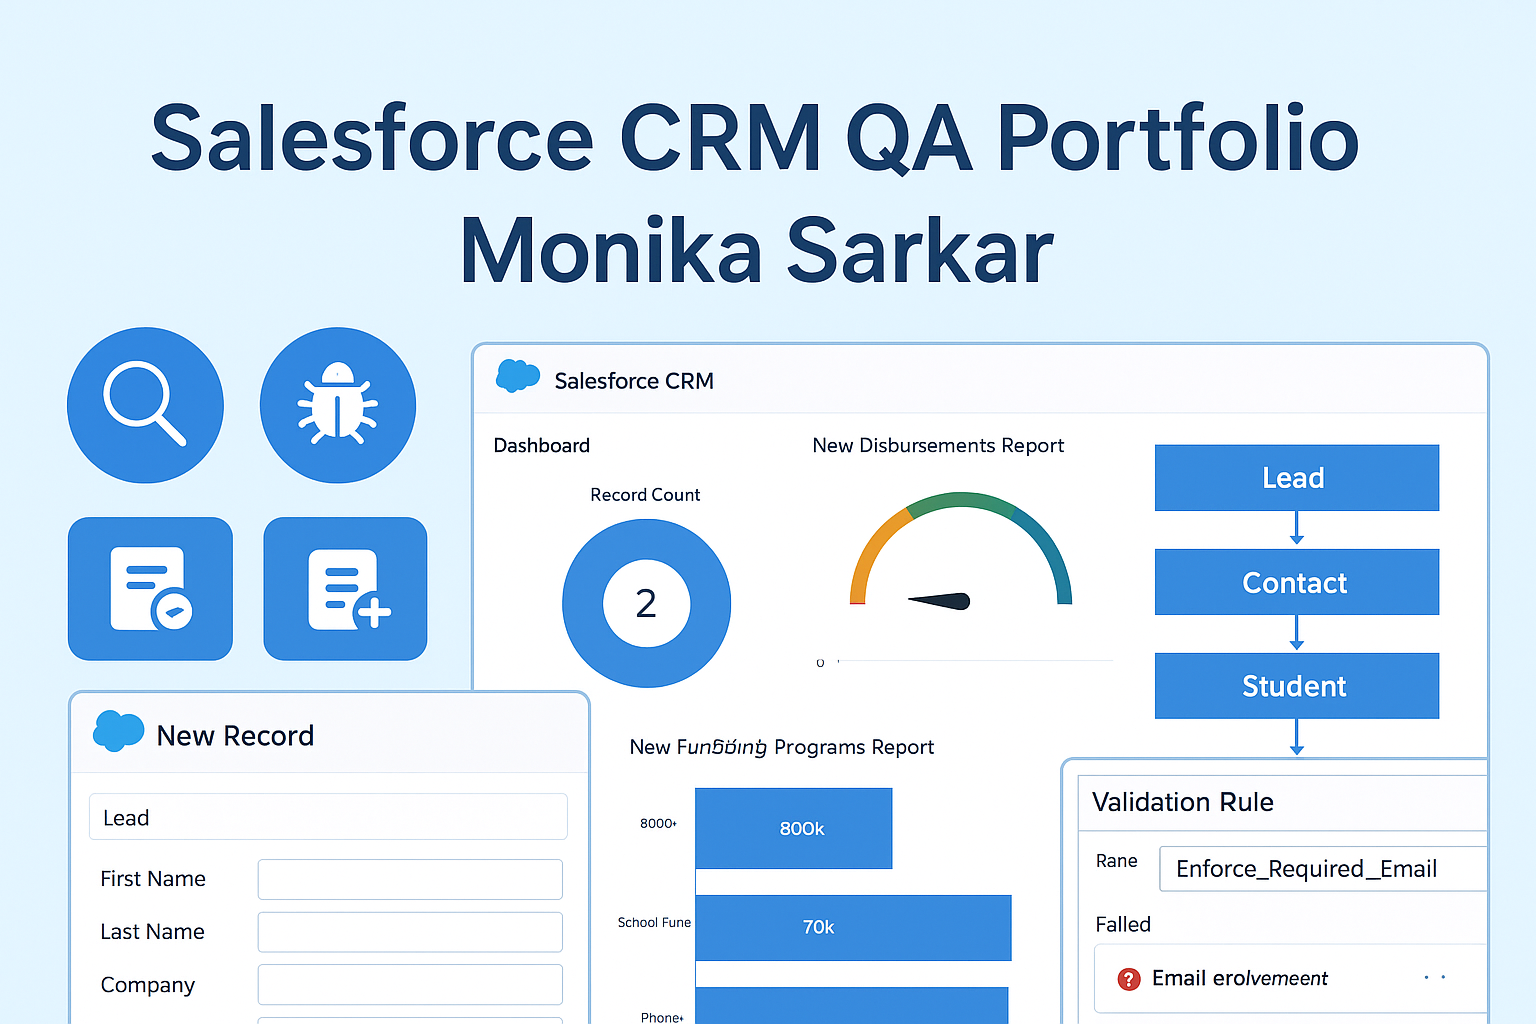 Salesforce CRM QA Portfolio
Monika Sarkar
Salesforce CRM
Dashboard
Record Count
2
New Disbursements Report
0
Lead
Contact
Student
New Record
Lead
First Name
Last Name
Company
New Programs Report
8000+
800k
School Fune
70k
Phone+
Validation Rule
Rane
Enforce_Required_Email
Falled
Email erolvemeent